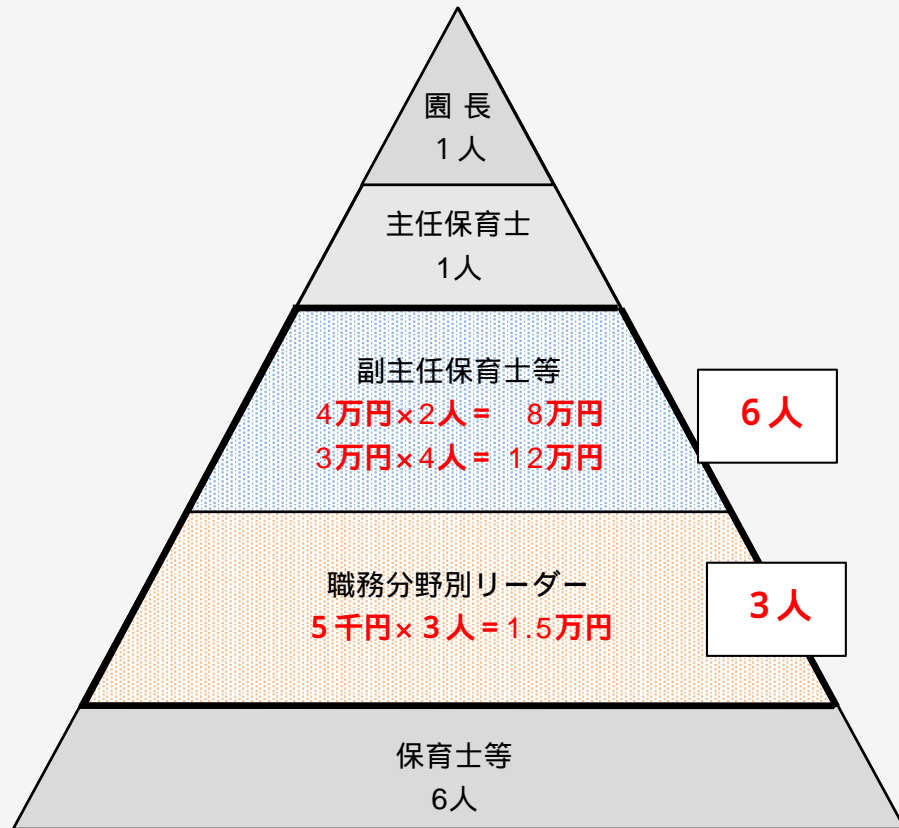 園 長
1人
主任保育士
1人
副主任保育士等
4万円×2人= 8万円
3万円×4人= 12万円
6人
職務分野別リーダー
5千円×3人=1.5万円
3人
保育士等
6人